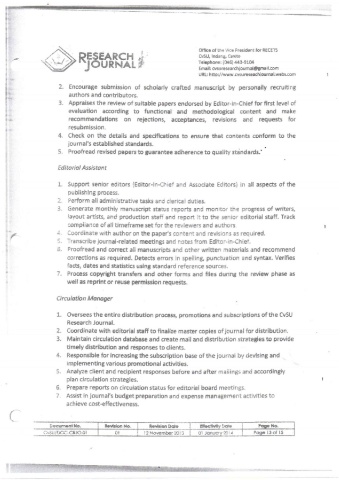 RESEARCH
JOURNAL
Office of the Vice President for RECETS
CvSU, Indang, Cavite
Telephone: (046) 443-5104
Email: cvsuresearchjournal@gmail.com
URL: http://www.cvsuresearchjournal.webs.com
2. Encourage submission of scholarly crafted manuscript by personally recruiting
authors and contributors.
3. Appraises the review of suitable papers endorsed by Editor-in-Chief for first level of
evaluation according to functional and methodological content and make
recommendations on rejections, acceptances, revisions and requests for
resubmission.
4. Check on the details and specifications to ensure that contents conform to the
journal's established standards.
5. Proofread revised papers to guarantee adherence to quality standards.
Editorial Assistant
1. Support senior editors (Editor-in-Chief and Associate Editors) in all aspects of the
publishing process.
2. Perform all administrative tasks and clerical duties.
3. Generate monthly manuscript status reports and monitor the progress of writers,
layout artists, and production staff and report it to the senior editorial staff. Track
compliance of all timeframe set for the reviewers and authors
4. Coordinate with author on the paper's content and revisions as required.
5. Transcribe journal-related meetings and notes from Editor-in-Chief.
6. Proofread and correct all manuscripts and other written materials and recommend
corrections as required. Detects errors in spelling, punctuation and syntax. Verifies
facts, dates and statistics using standard reference sources.
7. Process copyright transfers and other forms and files during the review phase as
well as reprint or reuse permission requests.
Circulation Manager
1. Oversees the entire distribution process, promotions and subscriptions of the CvSU
Research Journal.
2. Coordinate with editorial staff to finalize master copies of journal for distribution.
3. Maintain circulation database and create mail and distribution strategies to provide
timely distribution and responses to clients.
4. Responsible for increasing the subscription base of the journal by devising and
implementing various promotional activities.
5. Analyze client and recipient responses before and after mailings and accordingly
plan circulation strategies.
6. Prepare reports on circulation status for editorial board meetings.
7. Assist in journal's budget preparation and expense management activities to
achieve cost-effectiveness.
Document No. Revision No. Revision Date Effectivity Date Page No.
01 12 November 2013 01 January 2014 Page 13 of 15